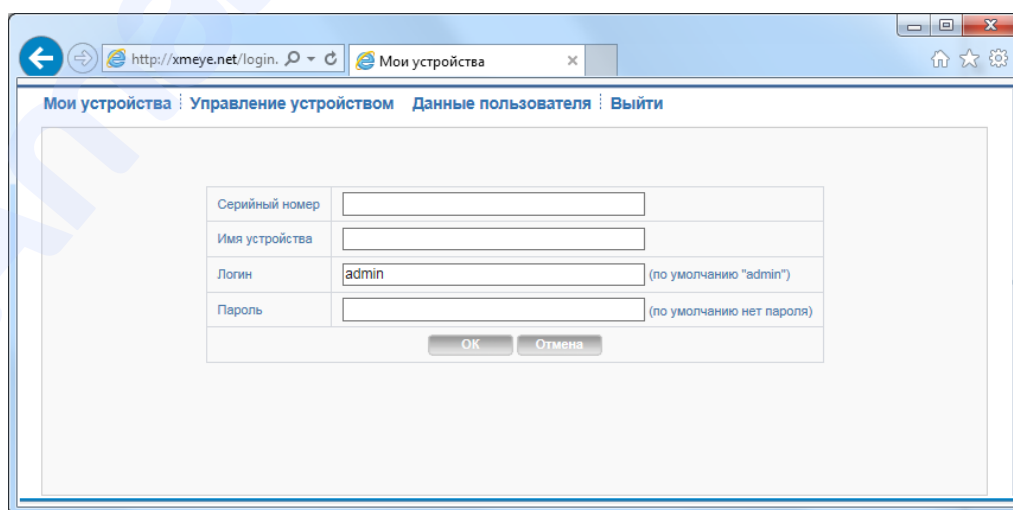 http://xmeye.net/login. Мои устройства
Мои устройства Управление устройством Данные пользователя Выйти
Серийный номер
Имя устройства
Логин admin (по умолчанию "admin")
Пароль (по умолчанию нет пароля)
ОК Отмена